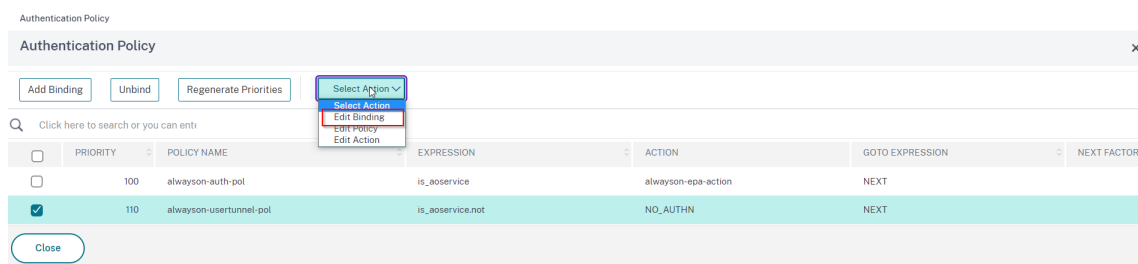 Authentication Policy
Authentication Policy
Add Binding Unbind Regenerate Priorities Select Action
Select Action
Edit Binding
Edit Policy
Edit Action
Click here to search or you can ente
PRIORITY POLICY NAME EXPRESSION ACTION GOTO EXPRESSION NEXT FACTOR
100 alwayson-auth-pol is_aoservice alwayson-epa-action NEXT
110 alwayson-usertunnel-pol is_aoservice.not NO_AUTHN NEXT
Close